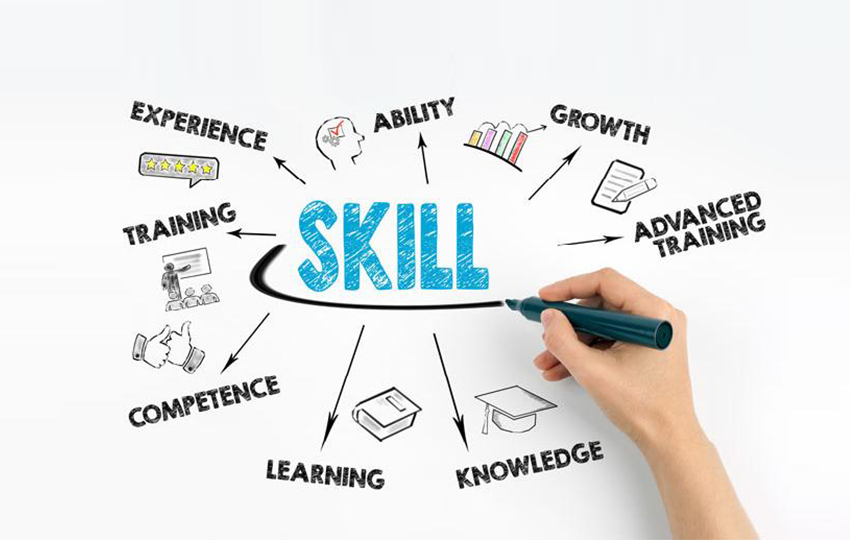 EXPERIENCE
ABILITY
GROWTH
TRAINING
SKILL
ADVANCED
TRAINING
COMPETENCE
LEARNING
KNOWLEDGE